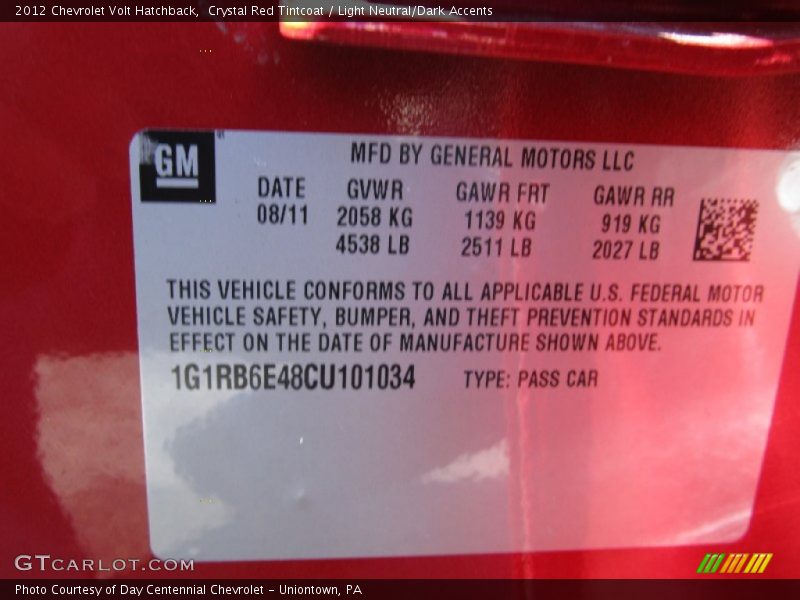 2012 Chevrolet Volt Hatchback, Crystal Red Tintcoat / Light Neutral/Dark Accents
GM
MFD BY GENERAL MOTORS LLC
DATE GVWR GAWR FRT GAWR RR
08/11 2058 KG 1139 KG 919 KG
4538 LB 2511 LB 2027 LB
THIS VEHICLE CONFORMS TO ALL APPLICABLE U.S. FEDERAL MOTOR
VEHICLE SAFETY, BUMPER, AND THEFT PREVENTION STANDARDS IN
EFFECT ON THE DATE OF MANUFACTURE SHOWN ABOVE.
1G1RB6E48CU101034 TYPE: PASS CAR
GTCARLOT.COM
Photo Courtesy of Day Centennial Chevrolet - Uniontown, PA